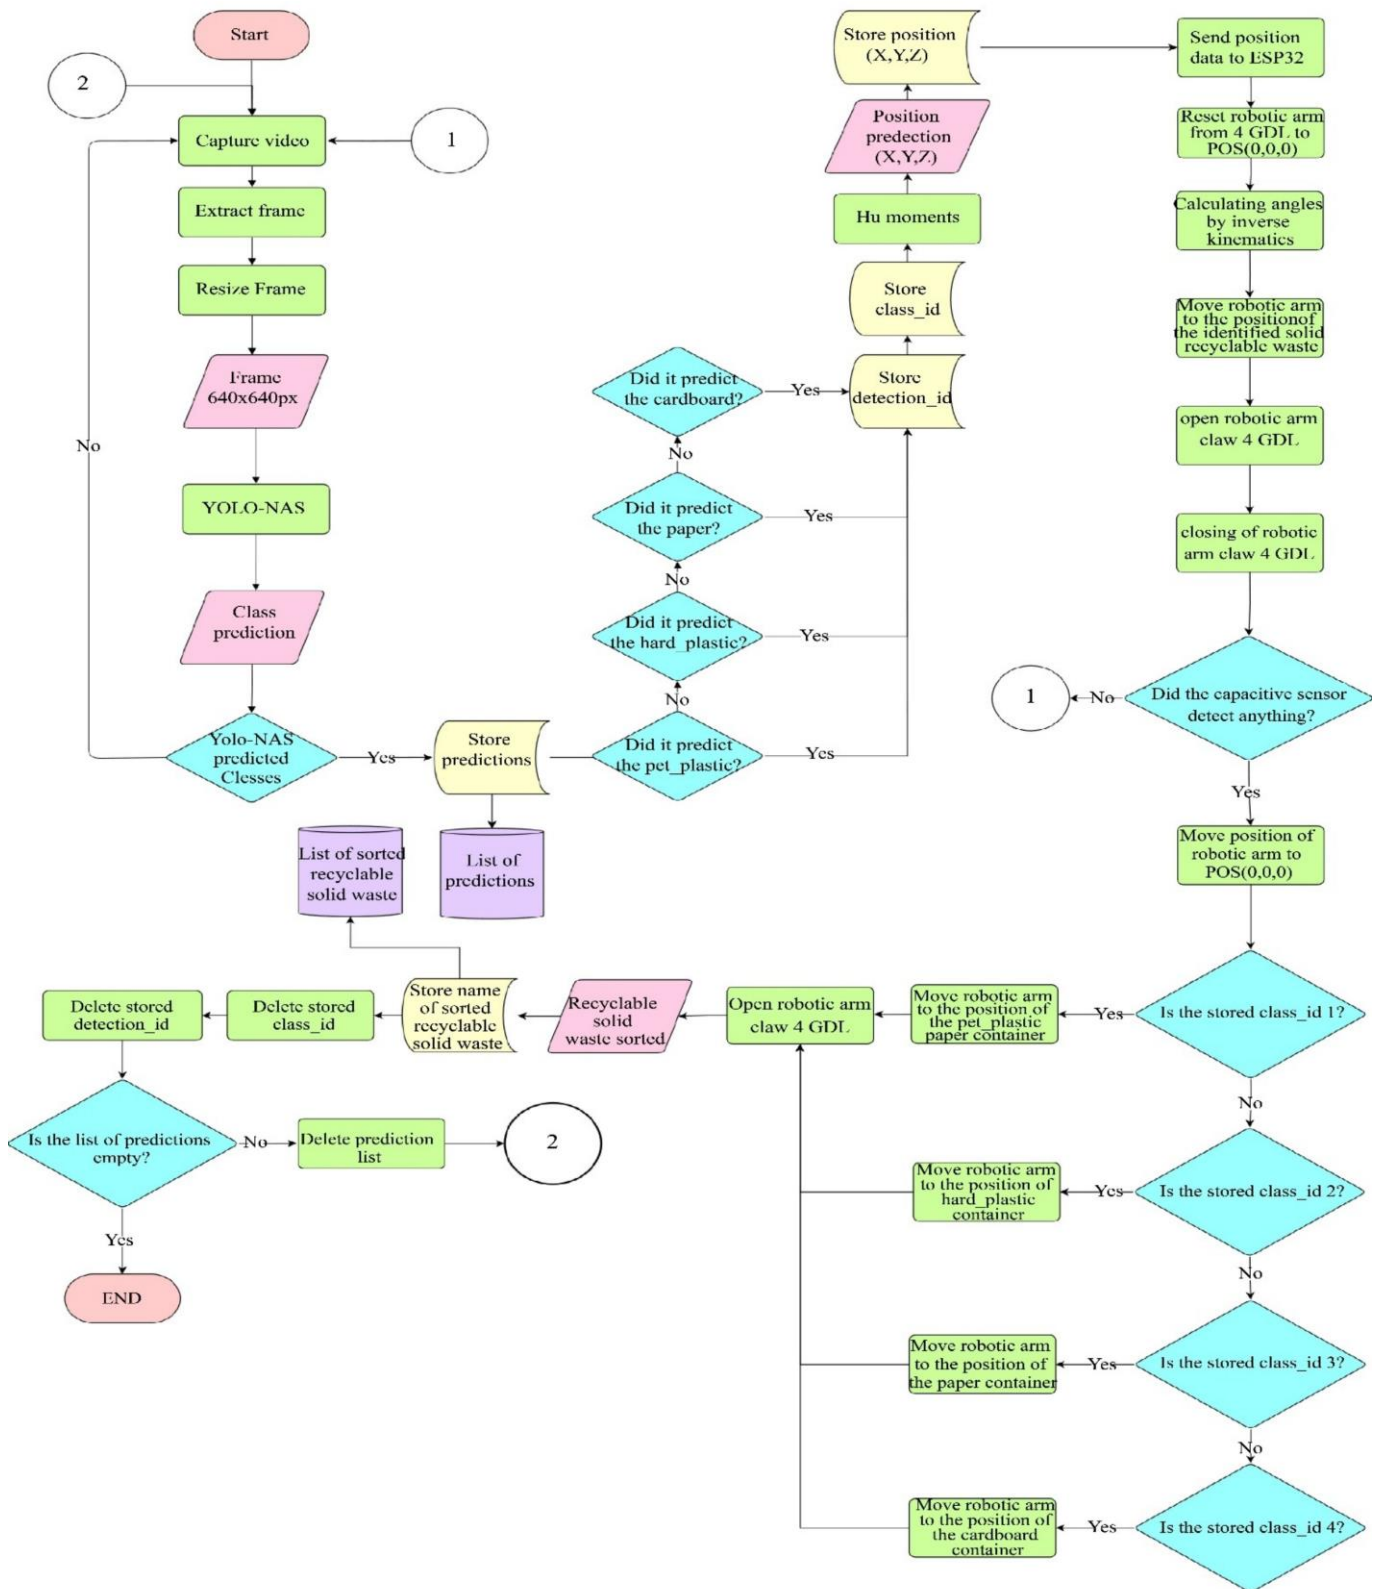 Start
2
Capture video
1
Extract frame
Resize Frame
Frame
640x640px
No
YOLO-NAS
Class
prediction
Yolo-NAS
predicted
Clesses
Yes
Store
predictions
List of
predictions
Did it predict
the pet_plastic?
Yes
No
Did it predict
the hard_plastic?
Yes
No
Did it predict
the paper?
Yes
No
Did it predict
the cardboard?
Yes
Store
detection_id
Store
class_id
Hu moments
Position
predection
(X,Y,Z)
Store position
(X,Y,Z)
Send position
data to ESP32
Reset robotic arm
from 4 GDL to
POS(0,0,0)
Calculating angles
by inverse
kinematics
Move robotic arm
to the positionof
the identified solid
recyclable waste
open robotic arm
claw 4 GDL
closing of robotic
arm claw 4 GDL
Did the capacitive sensor
detect anything?
No
1
Yes
Move position of
robotic arm to
POS(0,0,0)
Is the stored class_id 1?
Yes
Move robotic arm
to the position of
the pet_plastic
paper container
No
Is the stored class_id 2?
Yes
Move robotic arm
to the position of
hard_plastic
container
No
Is the stored class_id 3?
Yes
Move robotic arm
to the position of
the paper container
No
Is the stored class_id 4?
Yes
Move robotic arm
to the position of
the cardboard
container
Open robotic arm
claw 4 GDL
Recyclable
solid
waste sorted
Store name
of sorted
recyclable
solid waste
List of sorted
recyclable
solid waste
Delete stored
class_id
Delete stored
detection_id
Is the list of predictions
empty?
No
Delete prediction
list
2
Yes
END